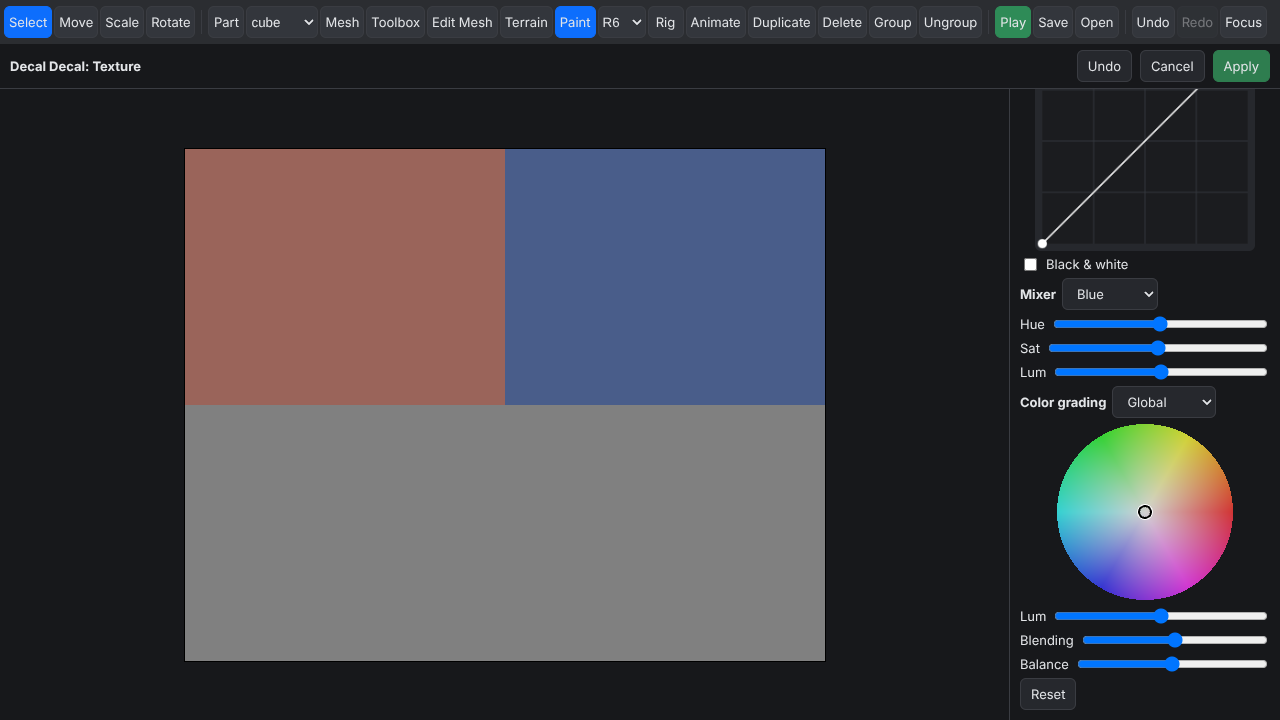 Select Move Scale Rotate Part cube Mesh Toolbox Edit Mesh Terrain Paint R6 Rig Animate Duplicate Delete Group Ungroup Play Save Open Undo Redo Focus
Decal Decal: Texture Undo Cancel Apply
Black & white
Mixer Blue
Hue
Sat
Lum
Color grading Global
Lum
Blending
Balance
Reset